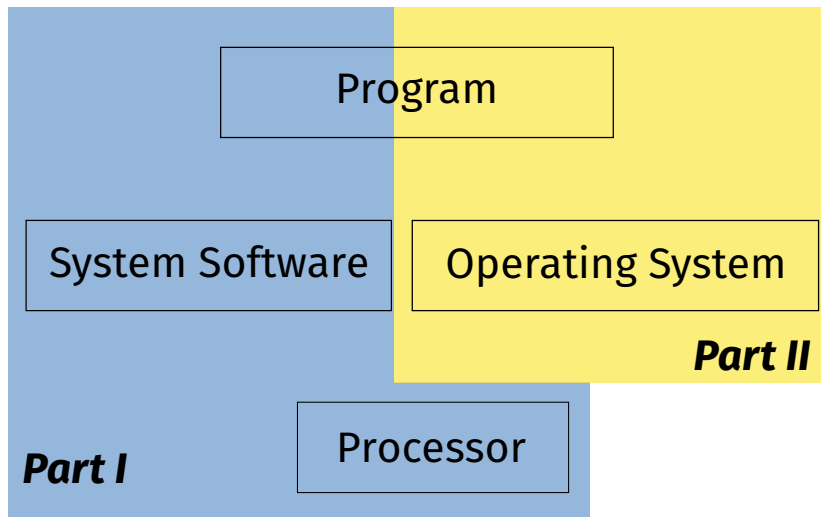 Program
System Software
Operating System
Part II
Processor
Part I